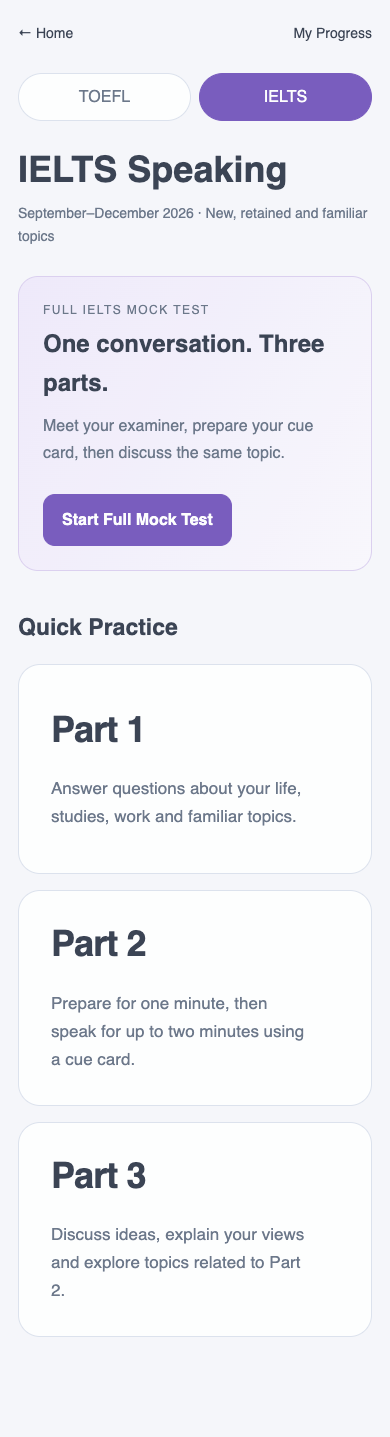 ← Home
My Progress
TOEFL
IELTS
IELTS Speaking
September–December 2026 · New, retained and familiar
topics
FULL IELTS MOCK TEST
One conversation. Three
parts.
Meet your examiner, prepare your cue
card, then discuss the same topic.
Start Full Mock Test
Quick Practice
Part 1
Answer questions about your life,
studies, work and familiar topics.
Part 2
Prepare for one minute, then
speak for up to two minutes using
a cue card.
Part 3
Discuss ideas, explain your views
and explore topics related to Part
2.